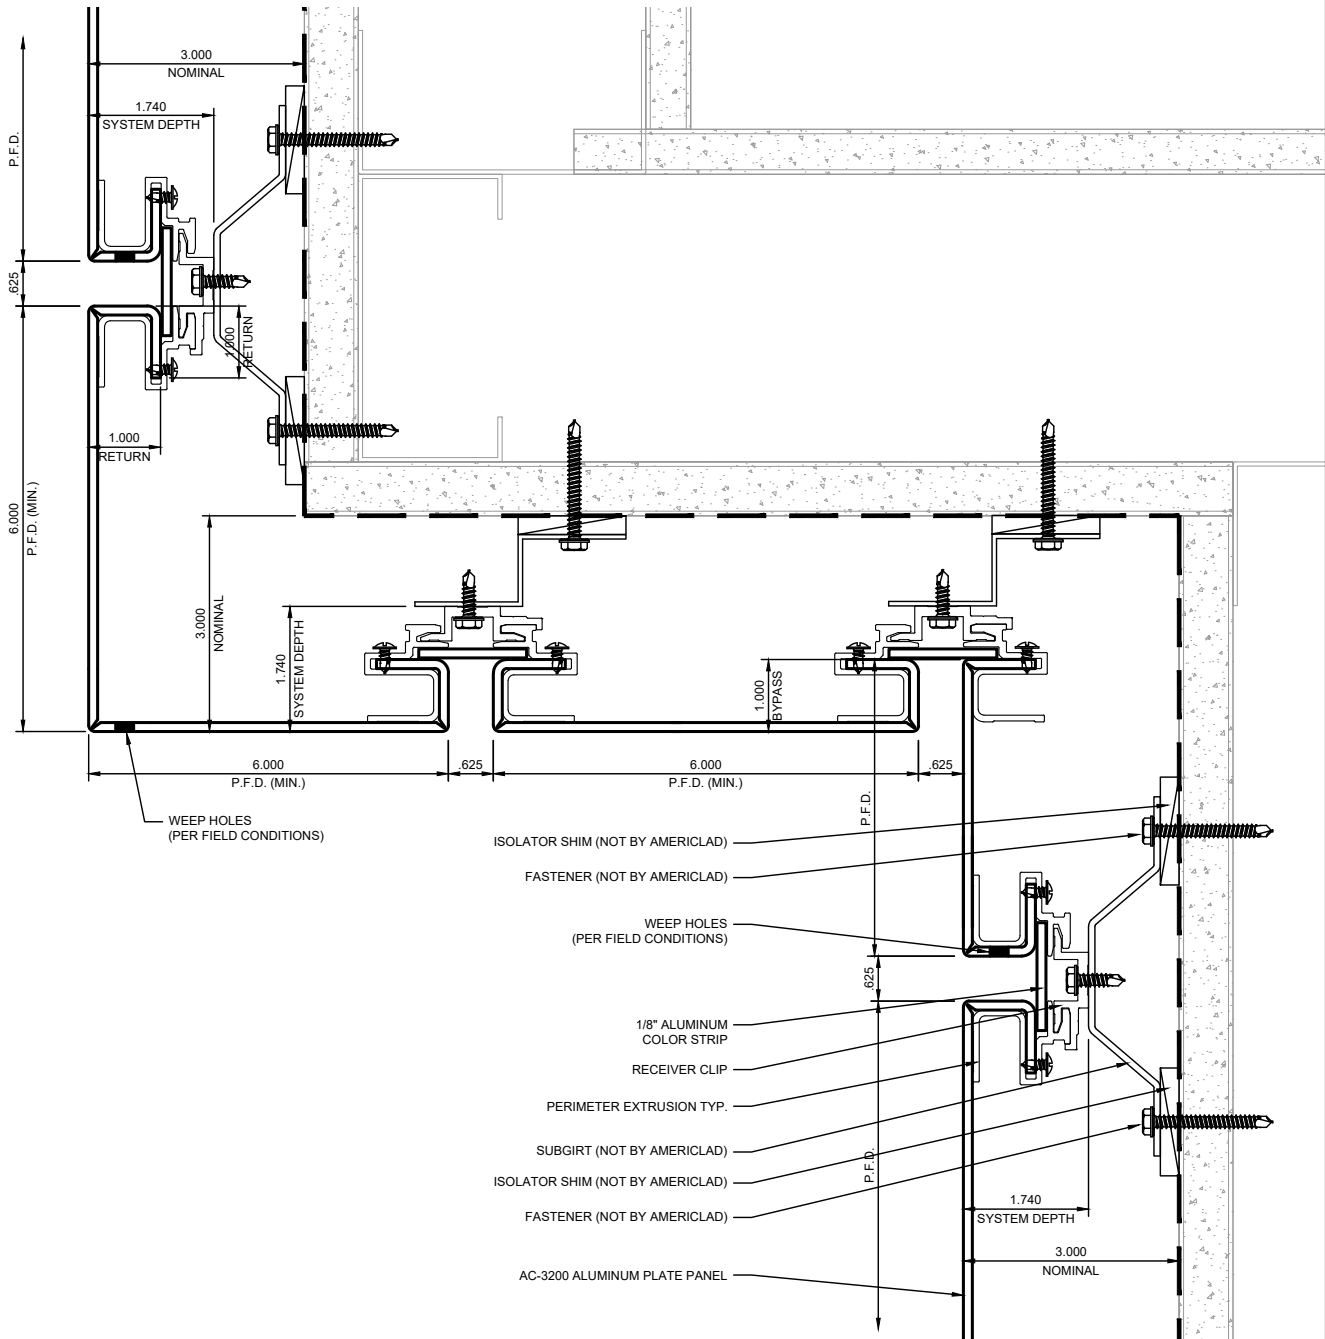 3.000
NOMINAL
1.740
SYSTEM DEPTH
P.F.D.
.625
1.000
RETURN
1.000
RETURN
6.000
P.F.D. (MIN.)
3.000
NOMINAL
1.740
SYSTEM DEPTH
1.000
BYPASS
6.000
P.F.D. (MIN.)
.625
6.000
P.F.D. (MIN.)
.625
WEEP HOLES
(PER FIELD CONDITIONS)
P.F.D.
ISOLATOR SHIM (NOT BY AMERICLAD)
FASTENER (NOT BY AMERICLAD)
WEEP HOLES
(PER FIELD CONDITIONS)
.625
1/8" ALUMINUM
COLOR STRIP
RECEIVER CLIP
PERIMETER EXTRUSION TYP.
SUBGIRT (NOT BY AMERICLAD)
P.F.D.
ISOLATOR SHIM (NOT BY AMERICLAD)
FASTENER (NOT BY AMERICLAD)
1.740
SYSTEM DEPTH
3.000
NOMINAL
AC-3200 ALUMINUM PLATE PANEL